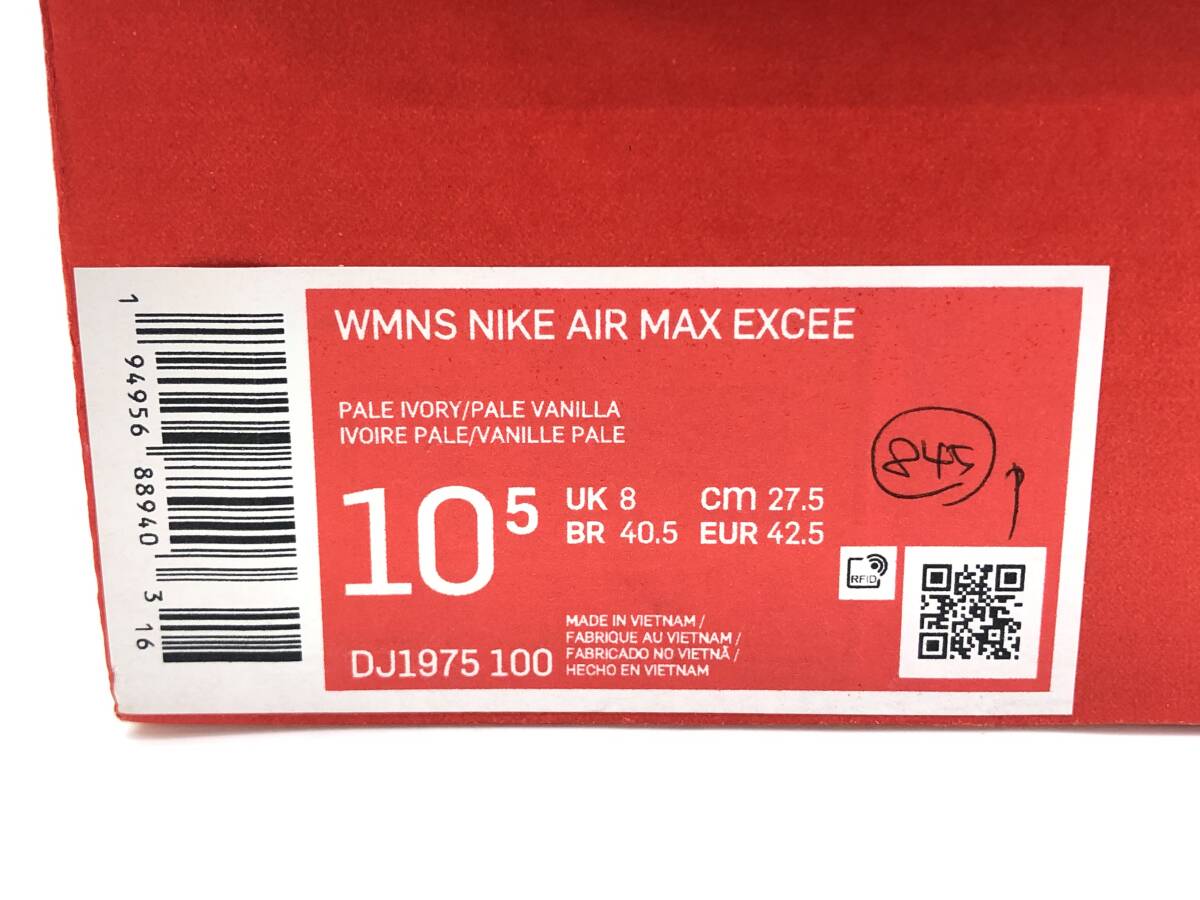 WMNS NIKE AIR MAX EXCEE
PALE IVORY/PALE VANILLA
IVOIRE PALE/VANILLE PALE
10 5
UK 8 cm 27.5
BR 40.5 EUR 42.5
845
RFID
MADE IN VIETNAM /
FABRIQUE AU VIETNAM /
FABRICADO NO VIETNÃ /
HECHO EN VIETNAM
DJ1975 100
1 94956 88940 3 16